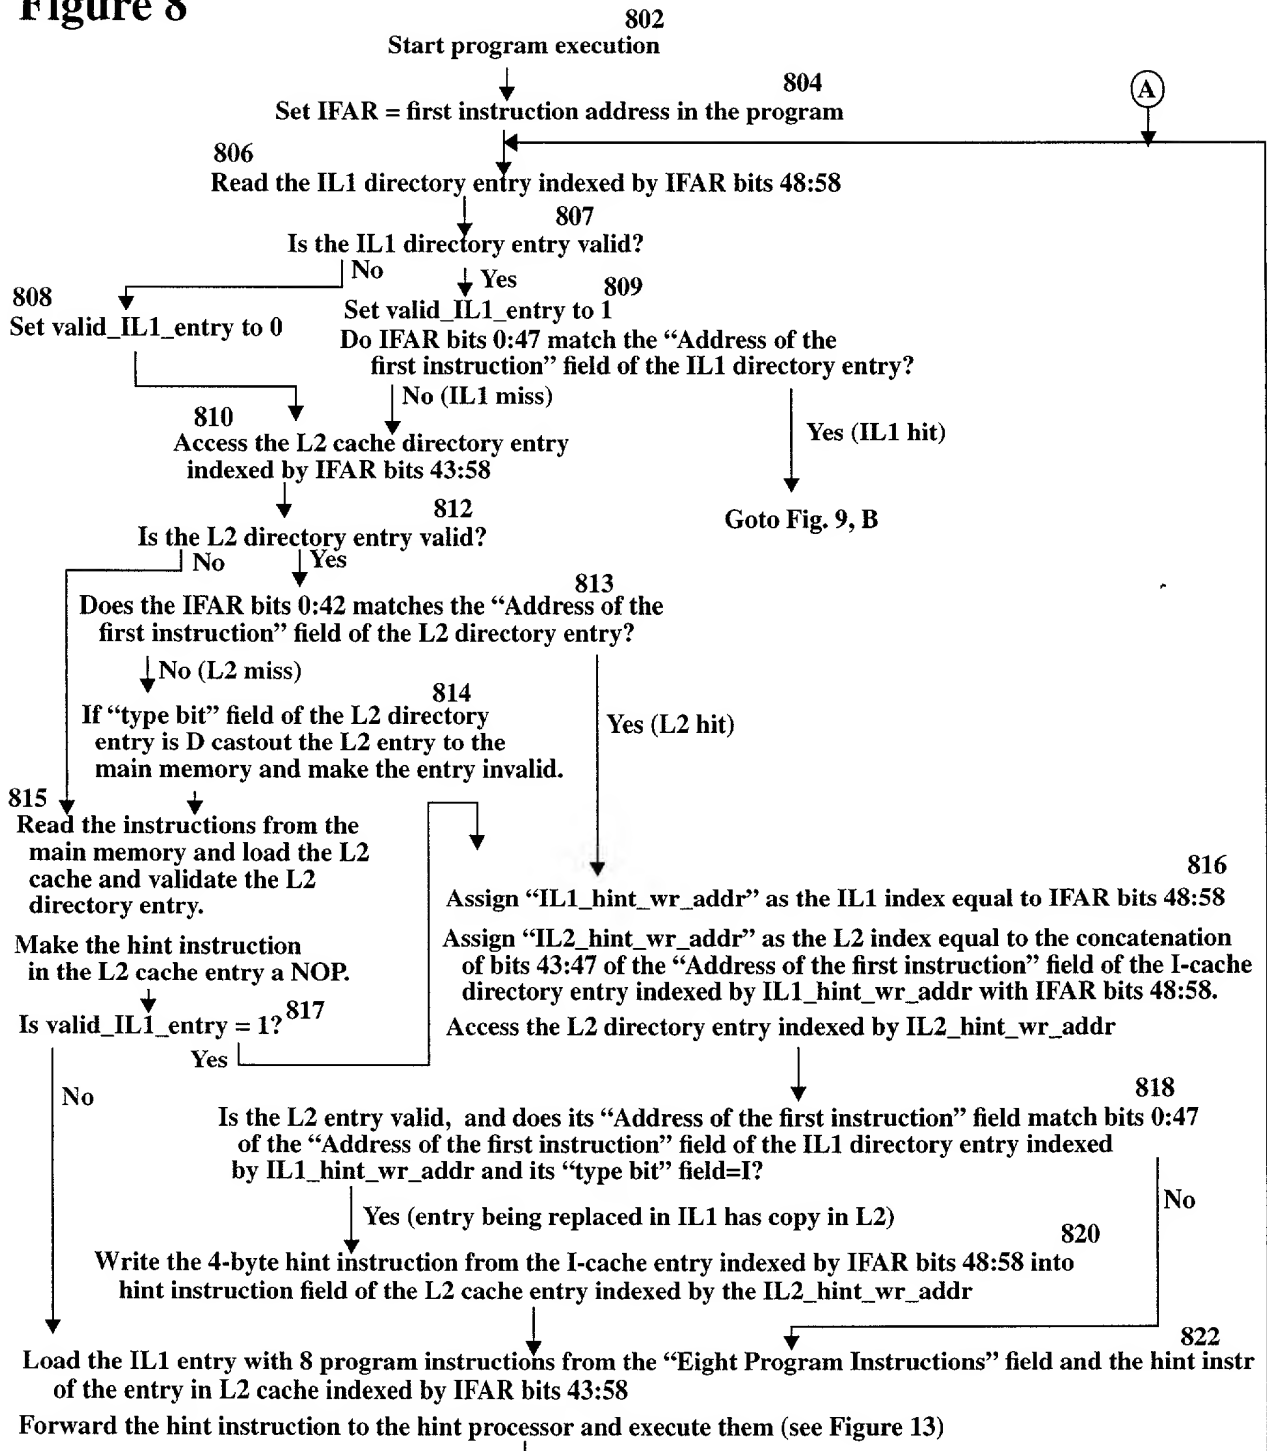 Figure 8
802
Start program execution
804
Set IFAR = first instruction address in the program
A
806
Read the IL1 directory entry indexed by IFAR bits 48:58
807
Is the IL1 directory entry valid?
No
Yes
808
Set valid_IL1_entry to 0
809
Set valid_IL1_entry to 1
Do IFAR bits 0:47 match the “Address of the
first instruction” field of the IL1 directory entry?
No (IL1 miss)
Yes (IL1 hit)
Goto Fig. 9, B
810
Access the L2 cache directory entry
indexed by IFAR bits 43:58
812
Is the L2 directory entry valid?
No
Yes
813
Does the IFAR bits 0:42 matches the “Address of the
first instruction” field of the L2 directory entry?
No (L2 miss)
Yes (L2 hit)
814
If “type bit” field of the L2 directory
entry is D castout the L2 entry to the
main memory and make the entry invalid.
815
Read the instructions from the
main memory and load the L2
cache and validate the L2
directory entry.
Make the hint instruction
in the L2 cache entry a NOP.
Is valid_IL1_entry = 1?
817
Yes
No
816
Assign “IL1_hint_wr_addr” as the IL1 index equal to IFAR bits 48:58
Assign “IL2_hint_wr_addr” as the L2 index equal to the concatenation
of bits 43:47 of the “Address of the first instruction” field of the I-cache
directory entry indexed by IL1_hint_wr_addr with IFAR bits 48:58.
Access the L2 directory entry indexed by IL2_hint_wr_addr
818
Is the L2 entry valid, and does its “Address of the first instruction” field match bits 0:47
of the “Address of the first instruction” field of the IL1 directory entry indexed
by IL1_hint_wr_addr and its “type bit” field=I?
No
Yes (entry being replaced in IL1 has copy in L2)
820
Write the 4-byte hint instruction from the I-cache entry indexed by IFAR bits 48:58 into
hint instruction field of the L2 cache entry indexed by the IL2_hint_wr_addr
822
Load the IL1 entry with 8 program instructions from the “Eight Program Instructions” field and the hint instr
of the entry in L2 cache indexed by IFAR bits 43:58
Forward the hint instruction to the hint processor and execute them (see Figure 13)